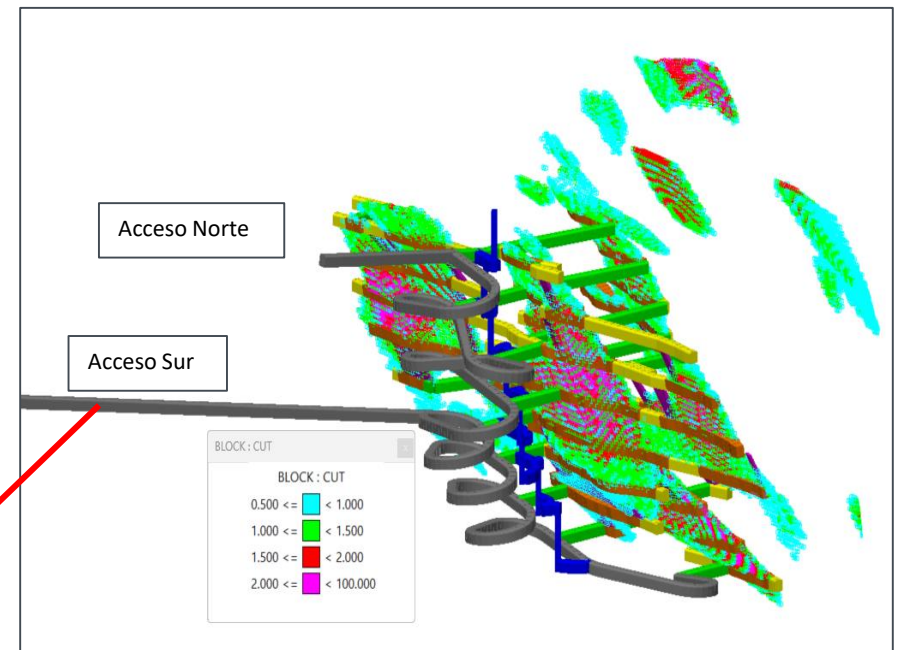 Acceso Norte
Acceso Sur
BLOCK : CUT
BLOCK : CUT
0.500 <= < 1.000
1.000 <= < 1.500
1.500 <= < 2.000
2.000 <= < 100.000